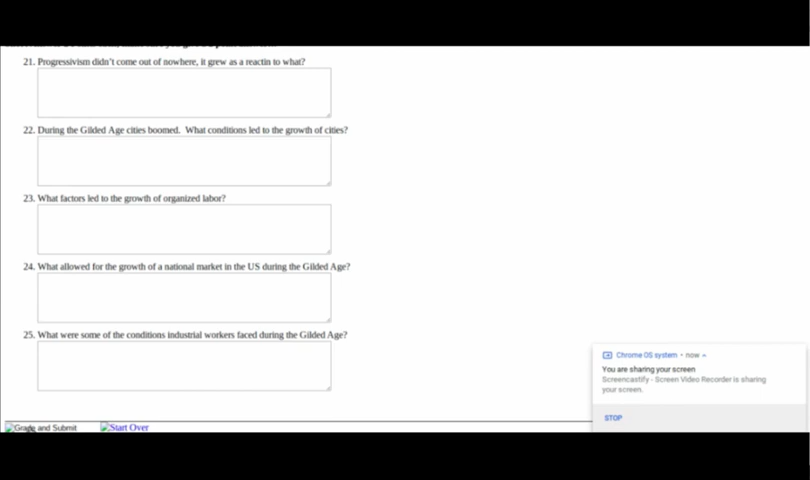 21. Progressivism didn't come out of nowhere, it grew as a reactin to what?
22. During the Gilded Age cities boomed. What conditions led to the growth of cities?
23. What factors led to the growth of organized labor?
24. What allowed for the growth of a national market in the US during the Gilded Age?
25. What were some of the conditions industrial workers faced during the Gilded Age?
Chrome OS system • now
You are sharing your screen
Screencastify - Screen Video Recorder is sharing
your screen.
STOP
Grade and Submit Start Over